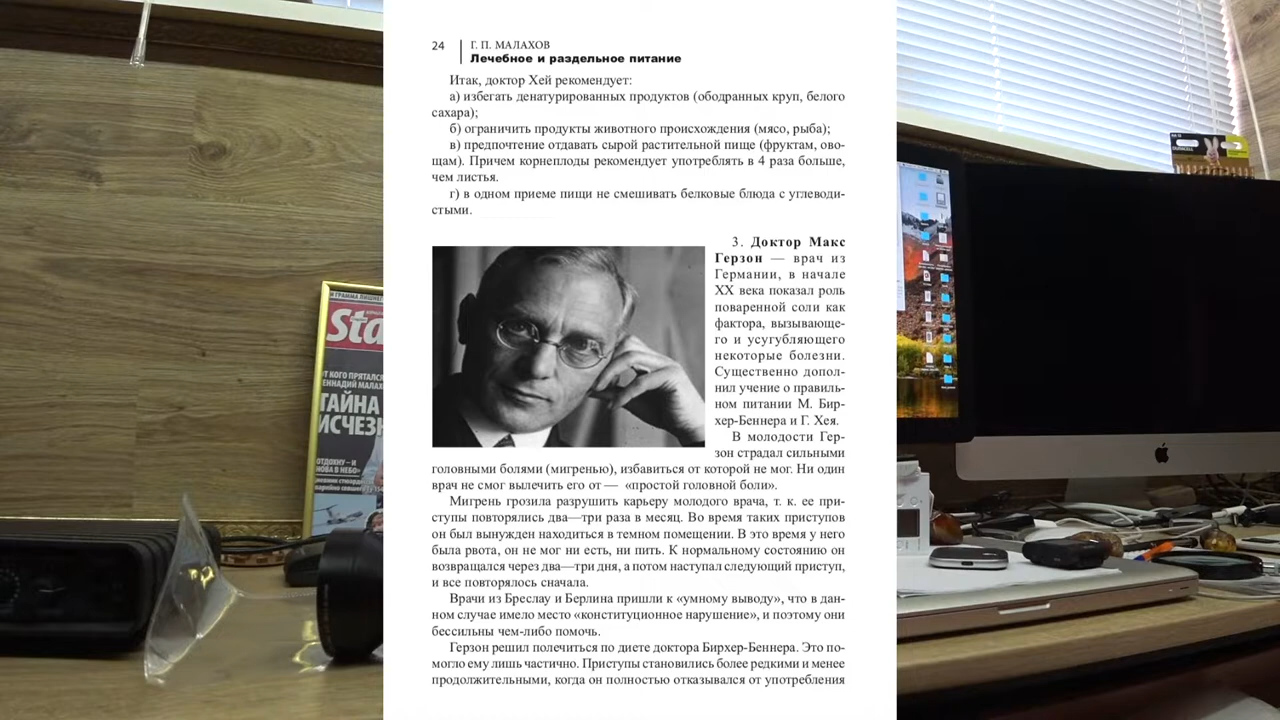 24
Г. П. МАЛАХОВ
Лечебное и раздельное питание
Итак, доктор Хей рекомендует:
а) избегать денатурированных продуктов (ободранных круп, белого
сахара);
б) ограничить продукты животного происхождения (мясо, рыба);
в) предпочтение отдавать сырой растительной пище (фруктам, ово-
щам). Причем корнеплоды рекомендует употреблять в 4 раза больше,
чем листья.
г) в одном приеме пищи не смешивать белковые блюда с углеводи-
стыми.
3. Доктор Макс
Герзон — врач из
Германии, в начале
XX века показал роль
поваренной соли как
фактора, вызывающе-
го и усугубляющего
некоторые болезни.
Существенно допол-
нил учение о правиль-
ном питании М. Бир-
хер-Беннера и Г. Хея.
В молодости Гер-
зон страдал сильными
головными болями (мигренью), избавиться от которой не мог. Ни один
врач не смог вылечить его от — «простой головной боли».
Мигрень грозила разрушить карьеру молодого врача, т. к. ее при-
ступы повторялись два—три раза в месяц. Во время таких приступов
он был вынужден находиться в темном помещении. В это время у него
была рвота, он не мог ни есть, ни пить. К нормальному состоянию он
возвращался через два—три дня, а потом наступал следующий приступ,
и все повторялось сначала.
Врачи из Бреслау и Берлина пришли к «умному выводу», что в дан-
ном случае имело место «конституционное нарушение», и поэтому они
бессильны чем-либо помочь.
Герзон решил полечиться по диете доктора Бирхер-Беннера. Это по-
могло ему лишь частично. Приступы становились более редкими и менее
продолжительными, когда он полностью отказывался от употребления
Sta
ОТ КОГО ПРЯТАЛСЯ
ГЕННАДИЙ МАЛАХ
ТАЙНА
ИСЧЕЗ
ОТДОХНУ – И
СНОВА В НЕБО»